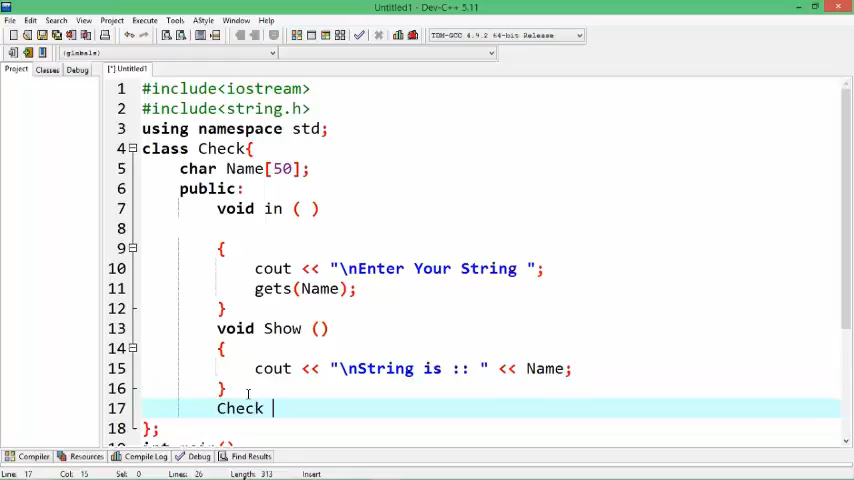 Untitled1 - Dev-C++ 5.11
File Edit Search View Project Execute Tools AStyle Window Help
TDM-GCC 4.9.2 64-bit Release
(globals)
Project Classes Debug [*] Untitled1
1 #include<iostream>
2 #include<string.h>
3 using namespace std;
4 class Check{
5 char Name[50];
6 public:
7 void in ( )
8
9 {
10 cout << "\nEnter Your String ";
11 gets(Name);
12 }
13 void Show ()
14 {
15 cout << "\nString is :: " << Name;
16 }
17 Check
18 };
19 int main()
Compiler Resources Compile Log Debug Find Results
Line: 17 Col: 15 Sel: 0 Lines: 26 Length: 313 Insert